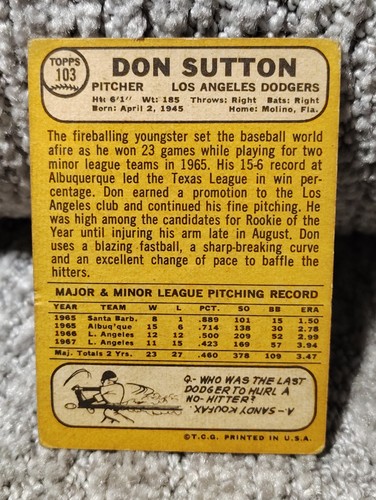 TOPPS
103
DON SUTTON
PITCHER LOS ANGELES DODGERS
Ht: 6'1" Wt: 185 Throws: Right Bats: Right
Born: April 2, 1945 Home: Molino, Fla.
The fireballing youngster set the baseball world
afire as he won 23 games while playing for two
minor league teams in 1965. His 15-6 record at
Albuquerque led the Texas League in win per-
centage. Don earned a promotion to the Los
Angeles club and continued his fine pitching. He
was high among the candidates for Rookie of the
Year until injuring his arm late in August. Don
uses a blazing fastball, a sharp-breaking curve
and an excellent change of pace to baffle the
hitters.
MAJOR & MINOR LEAGUE PITCHING RECORD
YEAR TEAM W L PCT. SO BB ERA
1965 Santa Barb. 8 1 .889 101 15 1.50
1965 Albuq'que 15 6 .714 138 30 2.78
1966 L. Angeles 12 12 .500 209 52 2.99
1967 L. Angeles 11 15 .423 169 57 3.94
Maj. Totals 2 Yrs. 23 27 .460 378 109 3.47
Q- WHO WAS THE LAST
DODGER TO HURL A
NO-HITTER?
A- SANDY KOUFAX.
©T.C.G. PRINTED IN U.S.A.